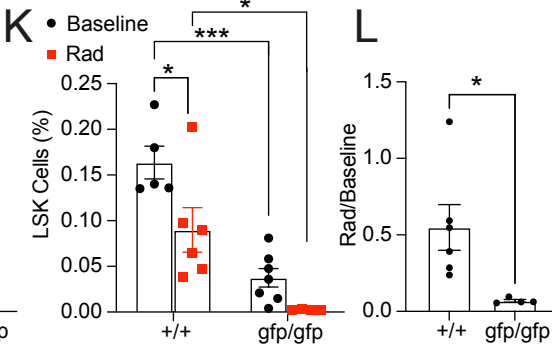 K
Baseline
Rad
*
***
*
LSK Cells (%)
0.25
0.20
0.15
0.10
0.05
0.00
+/+
gfp/gfp
p
L
*
Rad/Baseline
1.5
1.0
0.5
0.0
+/+
gfp/gfp